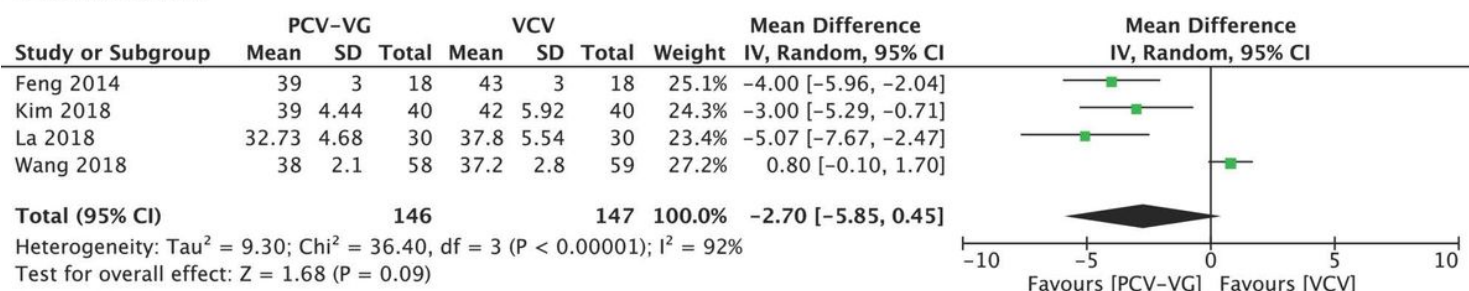 PCV-VG VCV Mean Difference Mean Difference
Study or Subgroup Mean SD Total Mean SD Total Weight IV, Random, 95% CI IV, Random, 95% CI
Feng 2014 39 3 18 43 3 18 25.1% -4.00 [-5.96, -2.04]
Kim 2018 39 4.44 40 42 5.92 40 24.3% -3.00 [-5.29, -0.71]
La 2018 32.73 4.68 30 37.8 5.54 30 23.4% -5.07 [-7.67, -2.47]
Wang 2018 38 2.1 58 37.2 2.8 59 27.2% 0.80 [-0.10, 1.70]
Total (95% CI) 146 147 100.0% -2.70 [-5.85, 0.45]
Heterogeneity: Tau² = 9.30; Chi² = 36.40, df = 3 (P < 0.00001); I² = 92%
Test for overall effect: Z = 1.68 (P = 0.09)
-10 -5 0 5 10
Favours [PCV-VG] Favours [VCV]